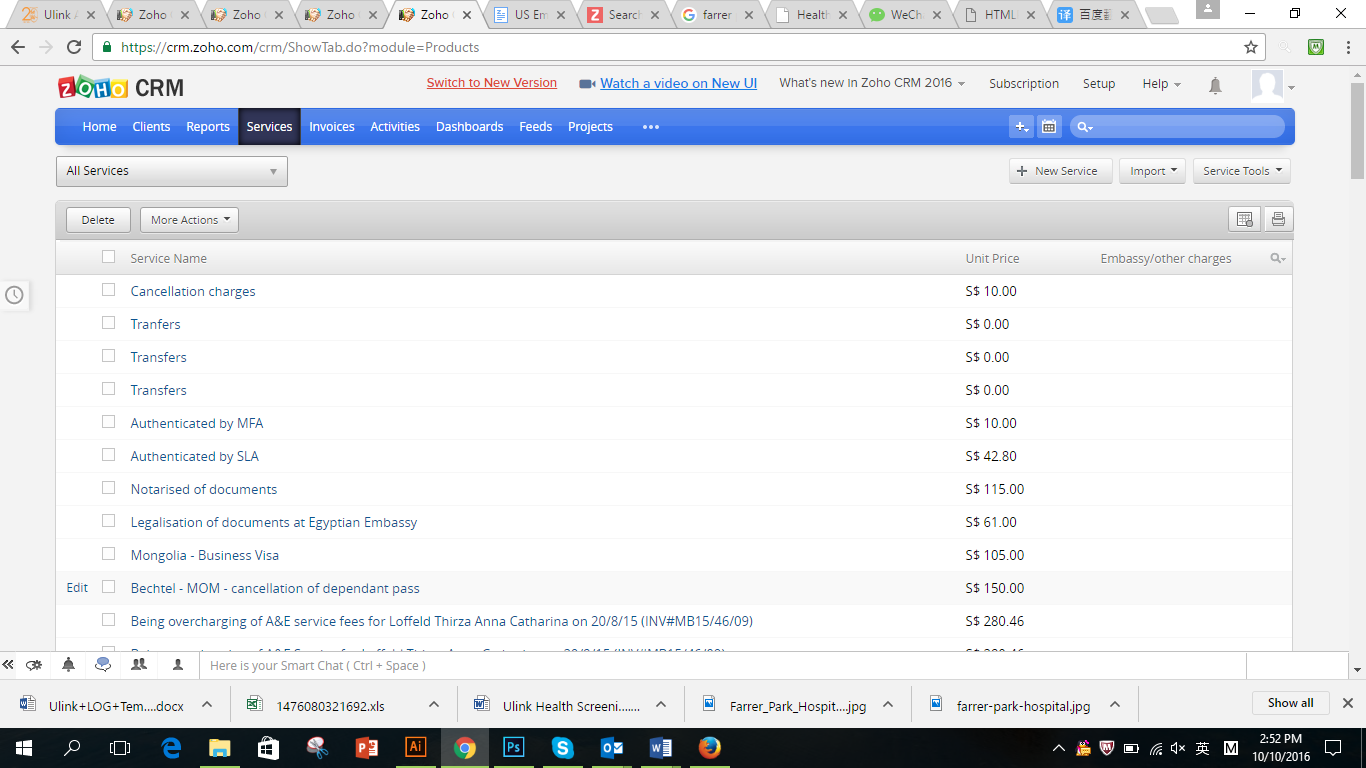 Ulink A
Zoho
Zoho
Zoho
Zoho
US Em
Search
farrer
Health
WeCh
HTML
百度
https://crm.zoho.com/crm/ShowTab.do?module=Products
ZOHO CRM
Switch to New Version
Watch a video on New UI
What's new in Zoho CRM 2016
Subscription
Setup
Help
Home Clients Reports Services Invoices Activities Dashboards Feeds Projects
All Services
New Service
Import
Service Tools
Delete
More Actions
Service Name Unit Price Embassy/other charges
Cancellation charges S$ 10.00
Tranfers S$ 0.00
Transfers S$ 0.00
Transfers S$ 0.00
Authenticated by MFA S$ 10.00
Authenticated by SLA S$ 42.80
Notarised of documents S$ 115.00
Legalisation of documents at Egyptian Embassy S$ 61.00
Mongolia - Business Visa S$ 105.00
Edit Bechtel - MOM - cancellation of dependant pass S$ 150.00
Being overcharging of A&E service fees for Loffeld Thirza Anna Catharina on 20/8/15 (INV#MB15/46/09) S$ 280.46
Here is your Smart Chat ( Ctrl + Space )
Ulink+LOG+Tem....docx
1476080321692.xls
Ulink Health Screeni.......
Farrer_Park_Hospit....jpg
farrer-park-hospital.jpg
Show all
英
M
2:52 PM
10/10/2016